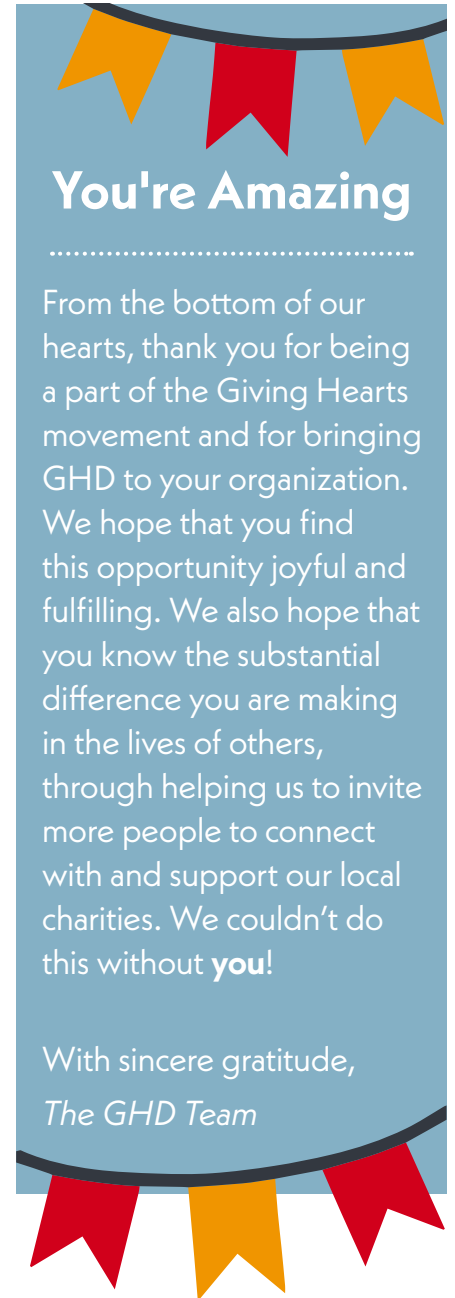 You're Amazing
From the bottom of our
hearts, thank you for being
a part of the Giving Hearts
movement and for bringing
GHD to your organization.
We hope that you find
this opportunity joyful and
fulfilling. We also hope that
you know the substantial
difference you are making
in the lives of others,
through helping us to invite
more people to connect
with and support our local
charities. We couldn’t do
this without you!
With sincere gratitude,
The GHD Team